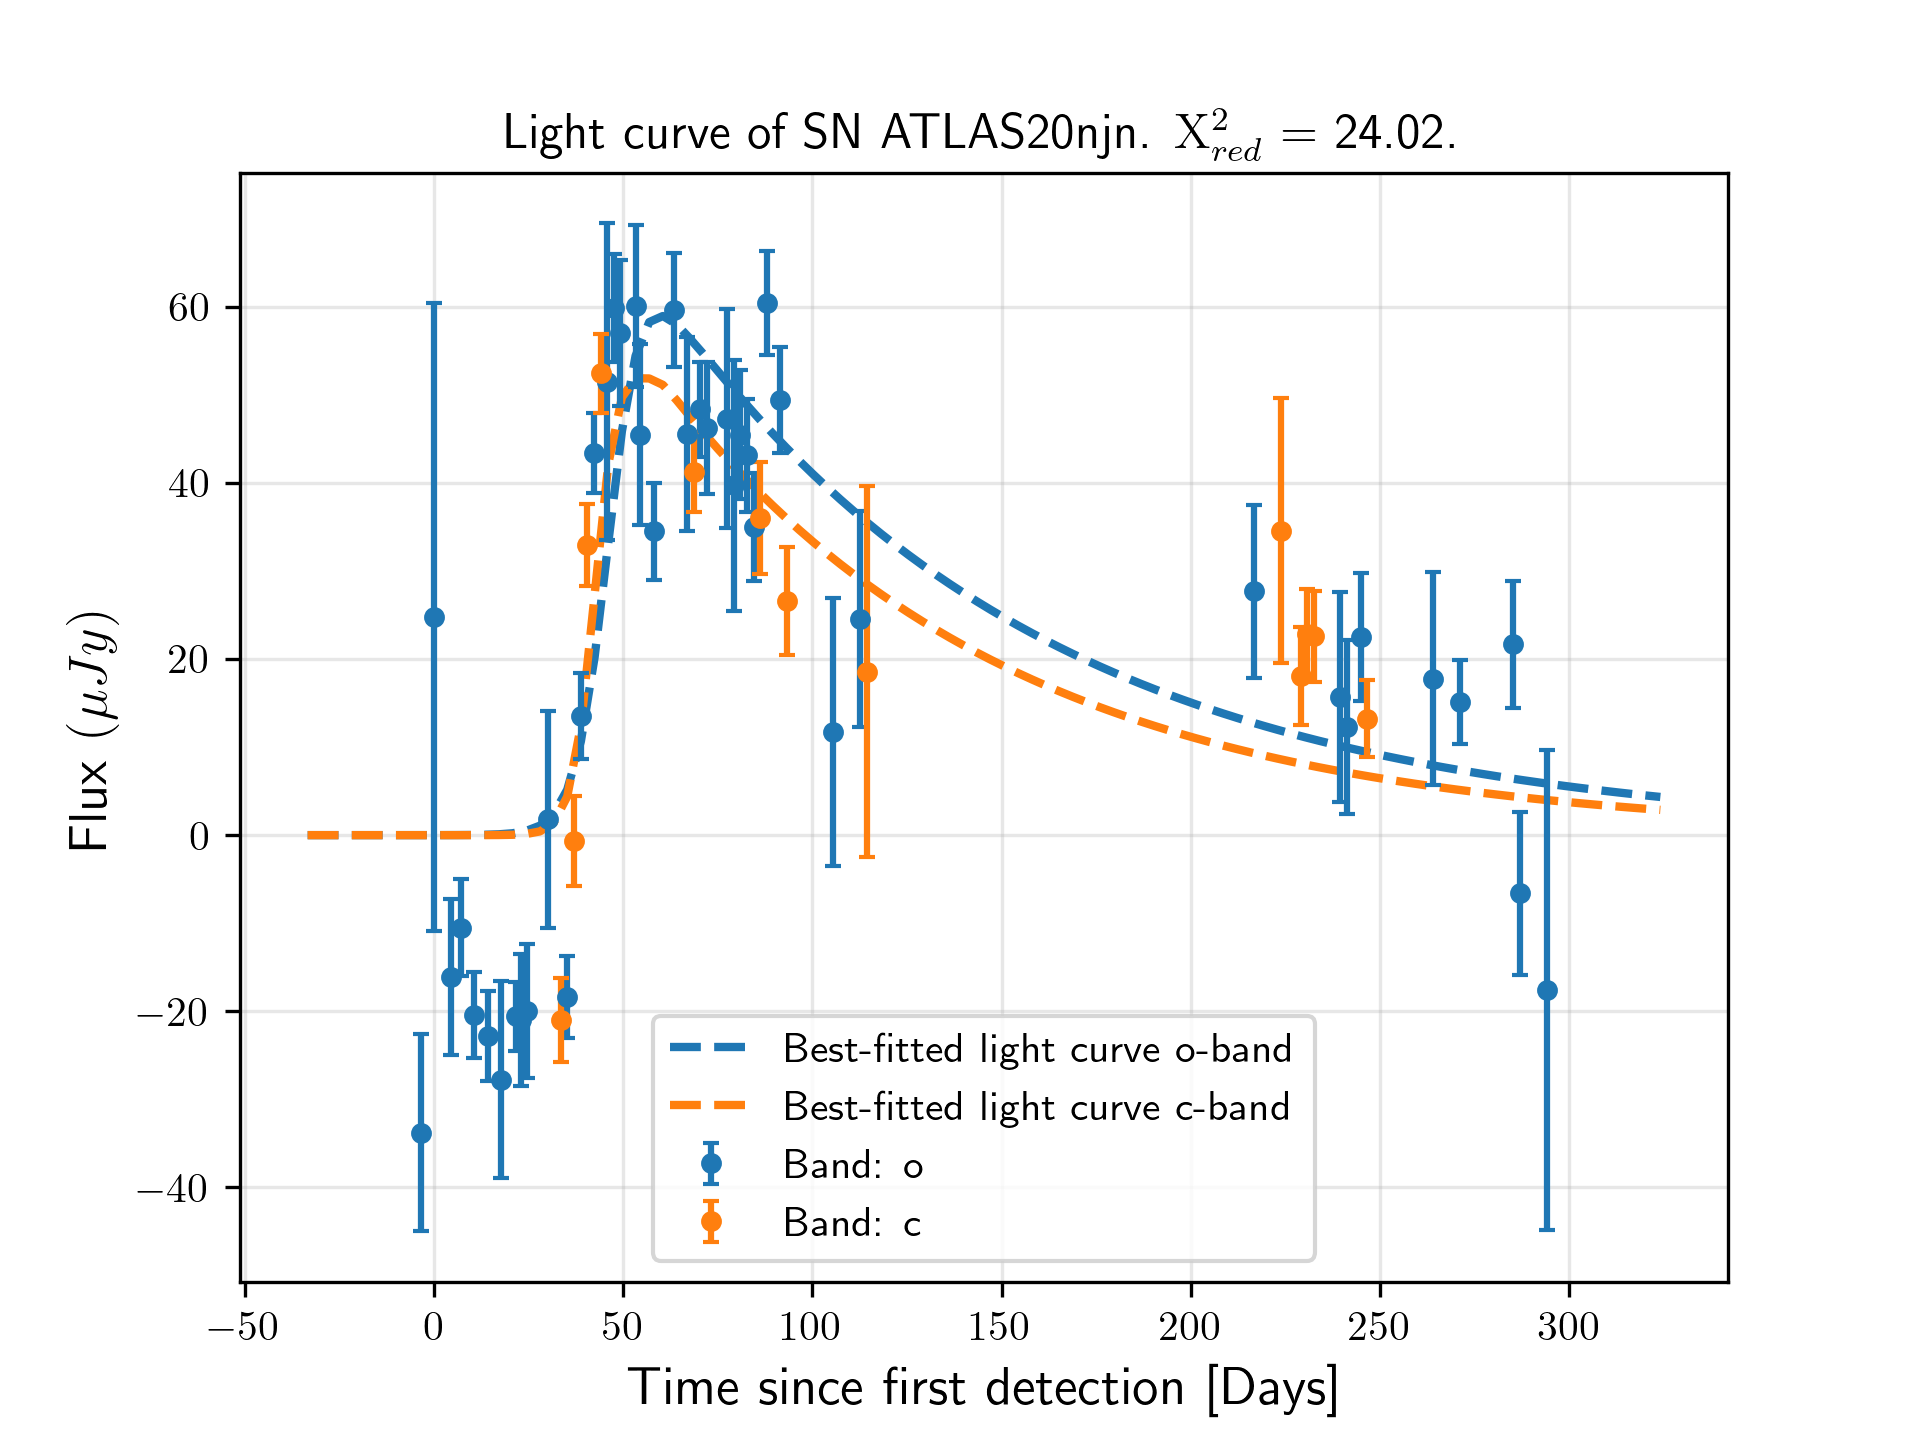 Light curve of SN ATLAS20njn. X²_red = 24.02.
Flux (μJy)
60
40
20
0
−20
−40
Best-fitted light curve o-band
Best-fitted light curve c-band
Band: o
Band: c
−50 0 50 100 150 200 250 300
Time since first detection [Days]